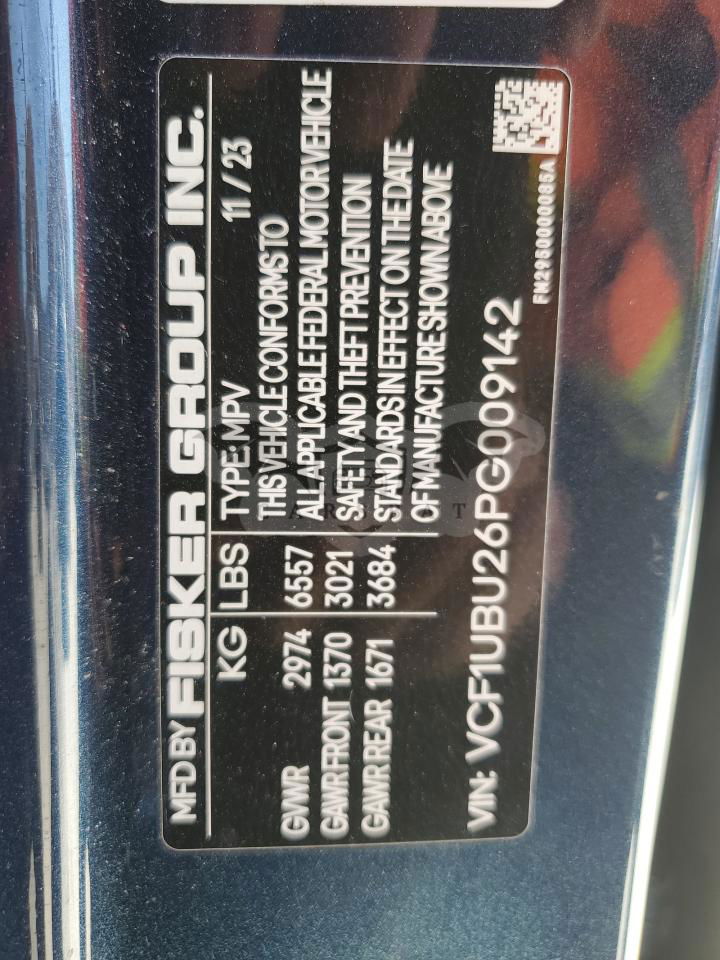 MFD BY FISKER GROUP INC.
KG LBS TYPE: MPV 11 / 23
THIS VEHICLE CONFORMS TO
GVWR 2974 6557 ALL APPLICABLE FEDERAL MOTOR VEHICLE
GAWR FRONT 1370 3021 SAFETY AND THEFT PREVENTION
GAWR REAR 1671 3684 STANDARDS IN EFFECT ON THE DATE
OF MANUFACTURE SHOWN ABOVE
VIN: VCF1UBU26PG009142
FM29S0000085A